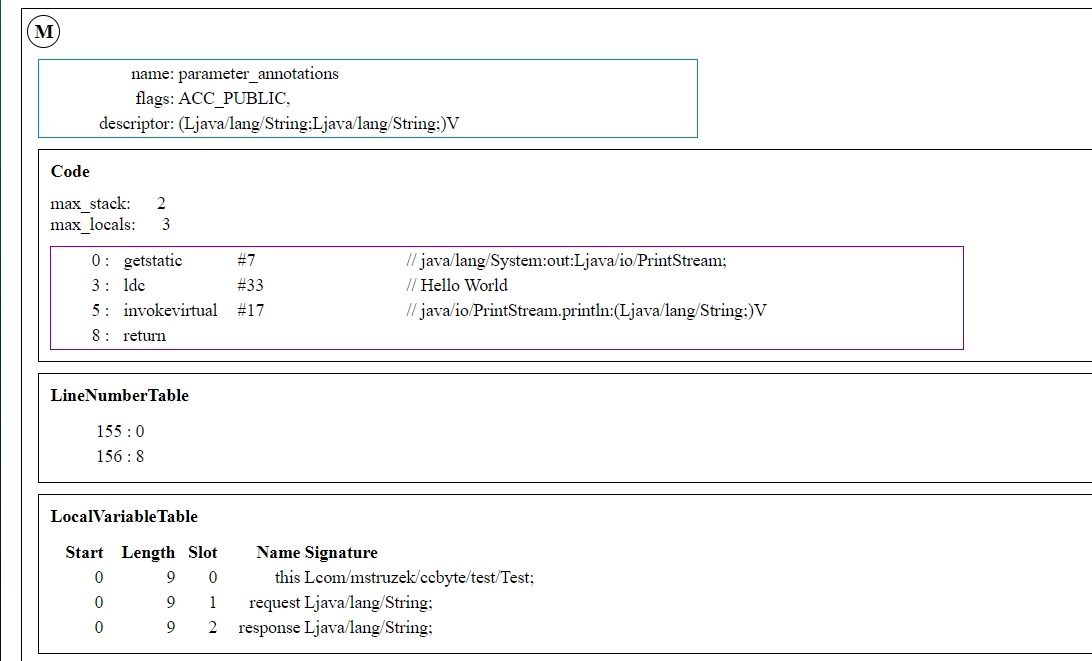 M
name: parameter_annotations
flags: ACC_PUBLIC,
descriptor: (Ljava/lang/String;Ljava/lang/String;)V
Code
max_stack: 2
max_locals: 3
0 : getstatic #7 // java/lang/System:out:Ljava/io/PrintStream;
3 : ldc #33 // Hello World
5 : invokevirtual #17 // java/io/PrintStream.println:(Ljava/lang/String;)V
8 : return
LineNumberTable
155 : 0
156 : 8
LocalVariableTable
Start Length Slot Name Signature
0 9 0 this Lcom/mstruzek/ccbyte/test/Test;
0 9 1 request Ljava/lang/String;
0 9 2 response Ljava/lang/String;